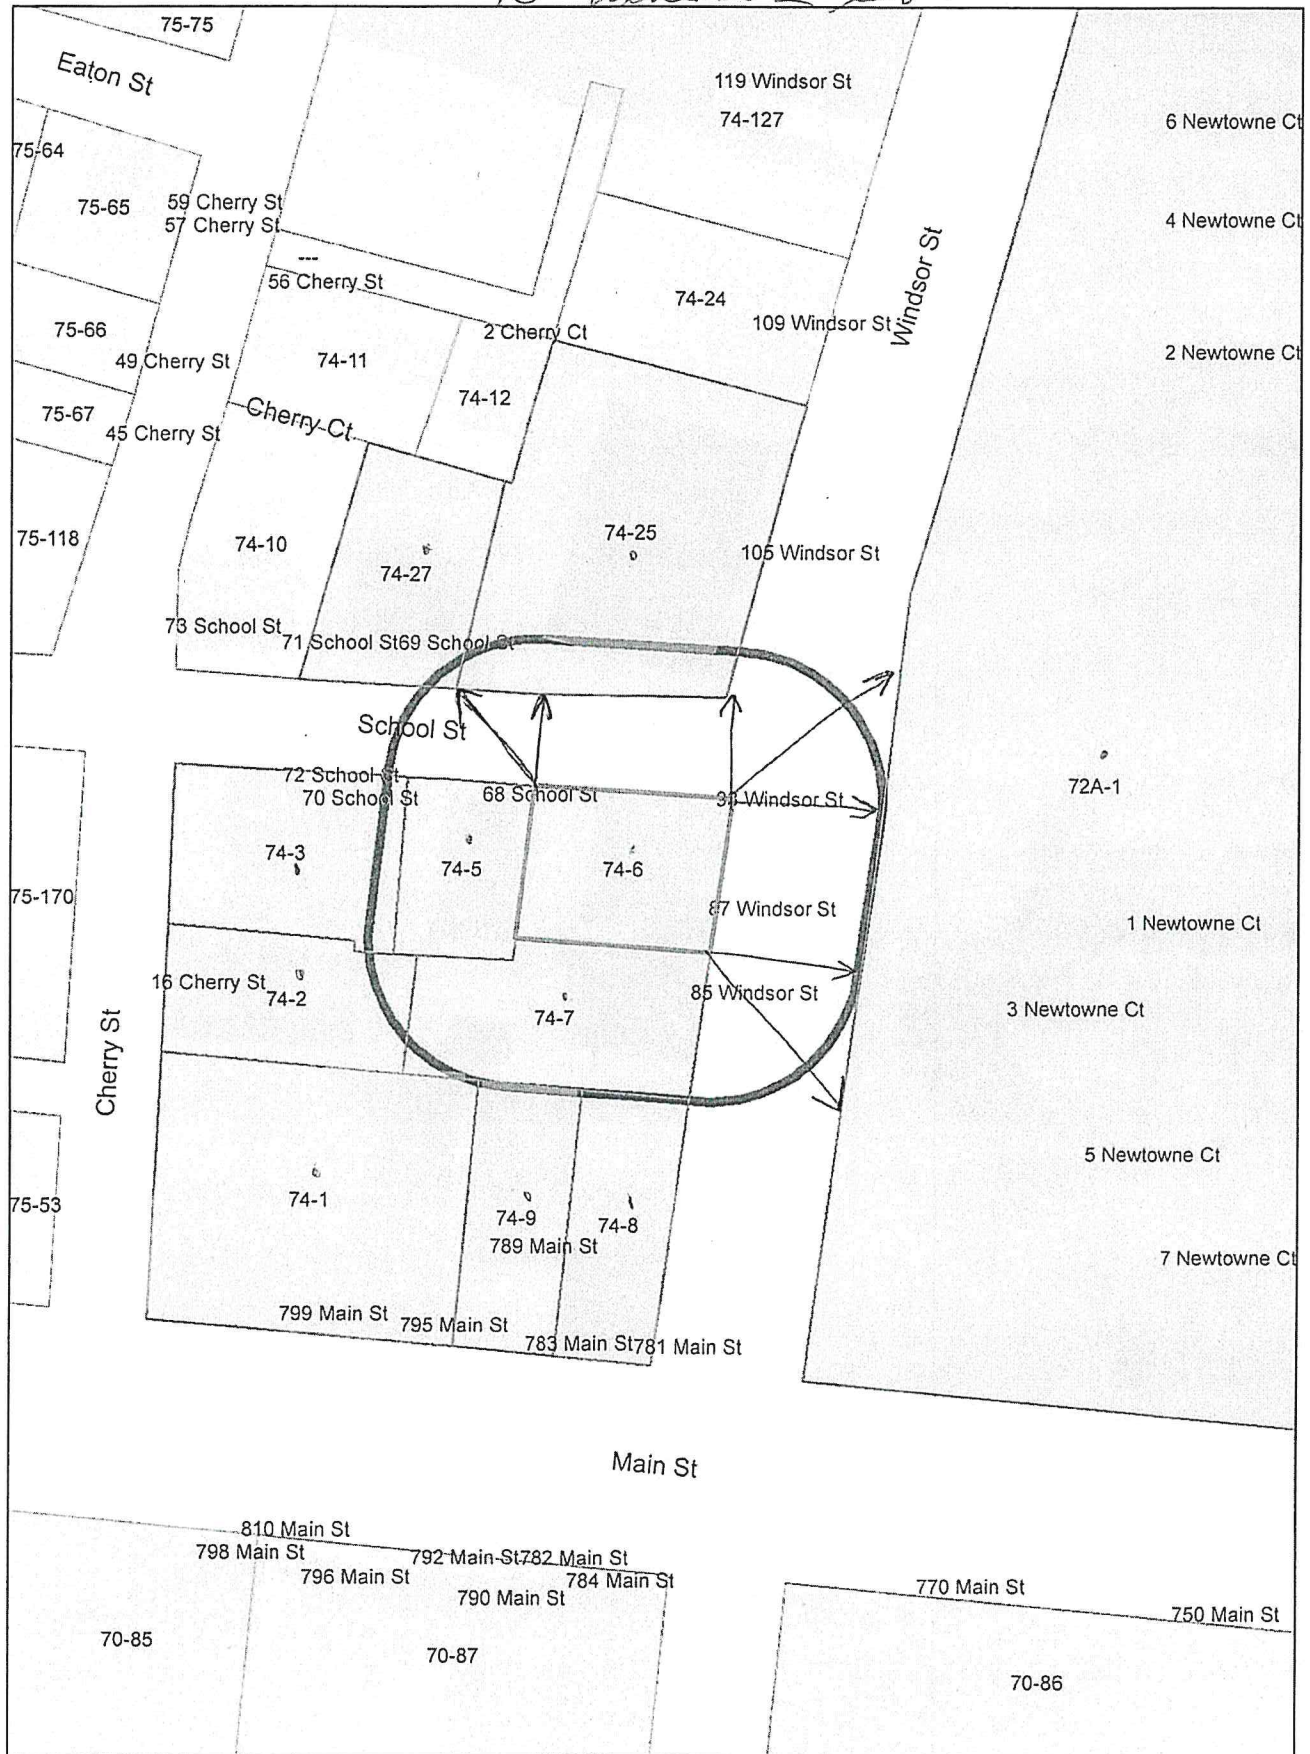 75-75
Eaton St
119 Windsor St
74-127
6 Newtowne Ct
75-64
75-65
59 Cherry St
57 Cherry St
4 Newtowne Ct
---
56 Cherry St
74-24
Windsor St
109 Windsor St
75-66
2 Cherry Ct
49 Cherry St
74-11
2 Newtowne Ct
74-12
75-67
Cherry Ct
45 Cherry St
75-118
74-10
74-27
74-25
105 Windsor St
73 School St
71 School St
69 School St
School St
72 School St
70 School St
68 School St
Windsor St
72A-1
74-3
74-5
74-6
75-170
87 Windsor St
1 Newtowne Ct
16 Cherry St
74-2
85 Windsor St
74-7
3 Newtowne Ct
Cherry St
5 Newtowne Ct
74-1
75-53
74-9
74-8
789 Main St
7 Newtowne Ct
799 Main St
795 Main St
783 Main St
781 Main St
Main St
810 Main St
798 Main St
792 Main St
782 Main St
796 Main St
784 Main St
790 Main St
770 Main St
750 Main St
70-85
70-87
70-86